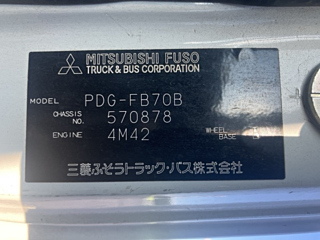 MITSUBISHI FUSO
TRUCK & BUS CORPORATION
MODEL PDG-FB70B
CHASSIS NO. 570878
ENGINE 4M42
WHEEL BASE
三菱ふそうトラック・バス株式会社